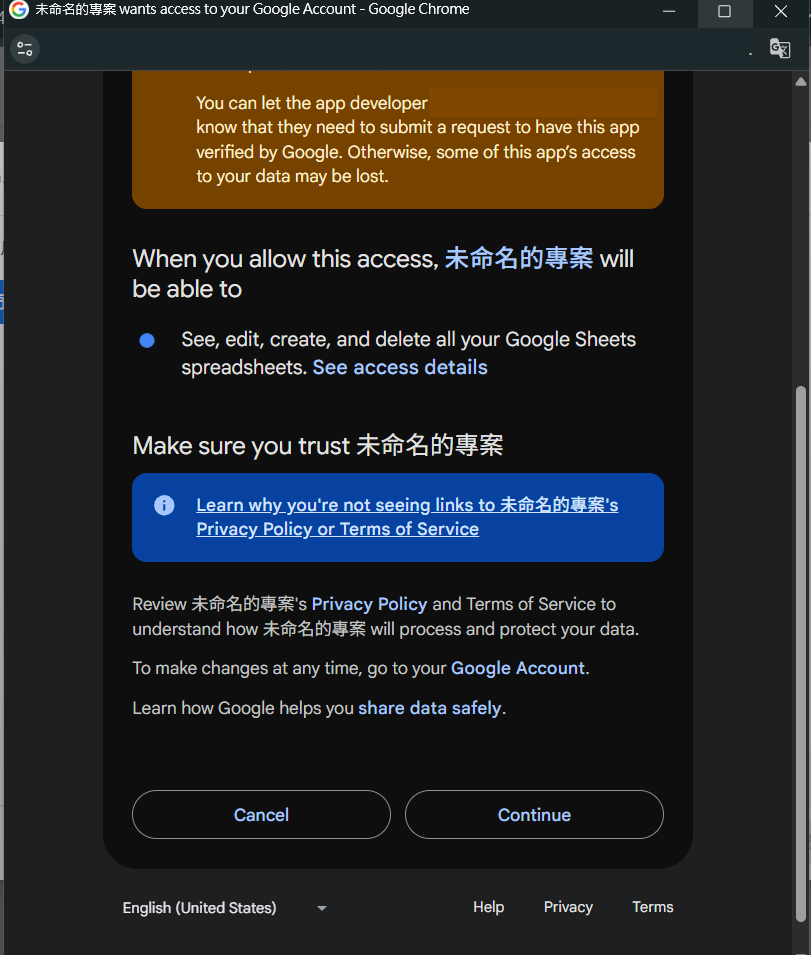 未命名的專案 wants access to your Google Account - Google Chrome
You can let the app developer
know that they need to submit a request to have this app
verified by Google. Otherwise, some of this app's access
to your data may be lost.
When you allow this access, 未命名的專案 will
be able to
See, edit, create, and delete all your Google Sheets
spreadsheets. See access details
Make sure you trust 未命名的專案
Learn why you're not seeing links to 未命名的專案's
Privacy Policy or Terms of Service
Review 未命名的專案's Privacy Policy and Terms of Service to
understand how 未命名的專案 will process and protect your data.
To make changes at any time, go to your Google Account.
Learn how Google helps you share data safely.
Cancel
Continue
English (United States)
Help
Privacy
Terms